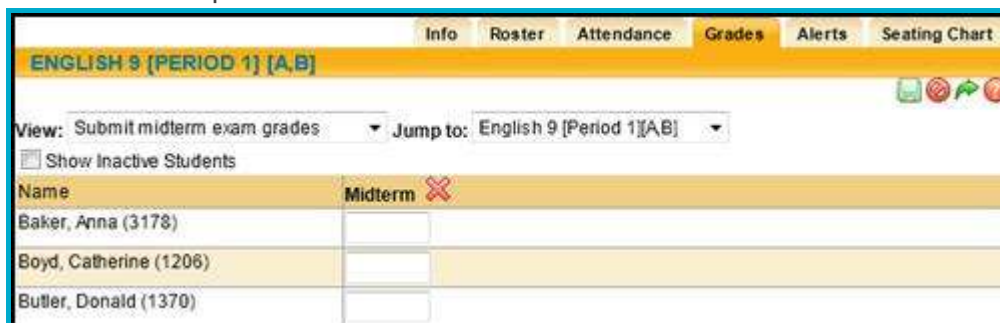 Info Roster Attendance Grades Alerts Seating Chart
ENGLISH 9 [PERIOD 1] [A,B]
View: Submit midterm exam grades Jump to: English 9 [Period 1][A,B]
Show Inactive Students
Name Midterm
Baker, Anna (3178)
Boyd, Catherine (1206)
Butler, Donald (1370)